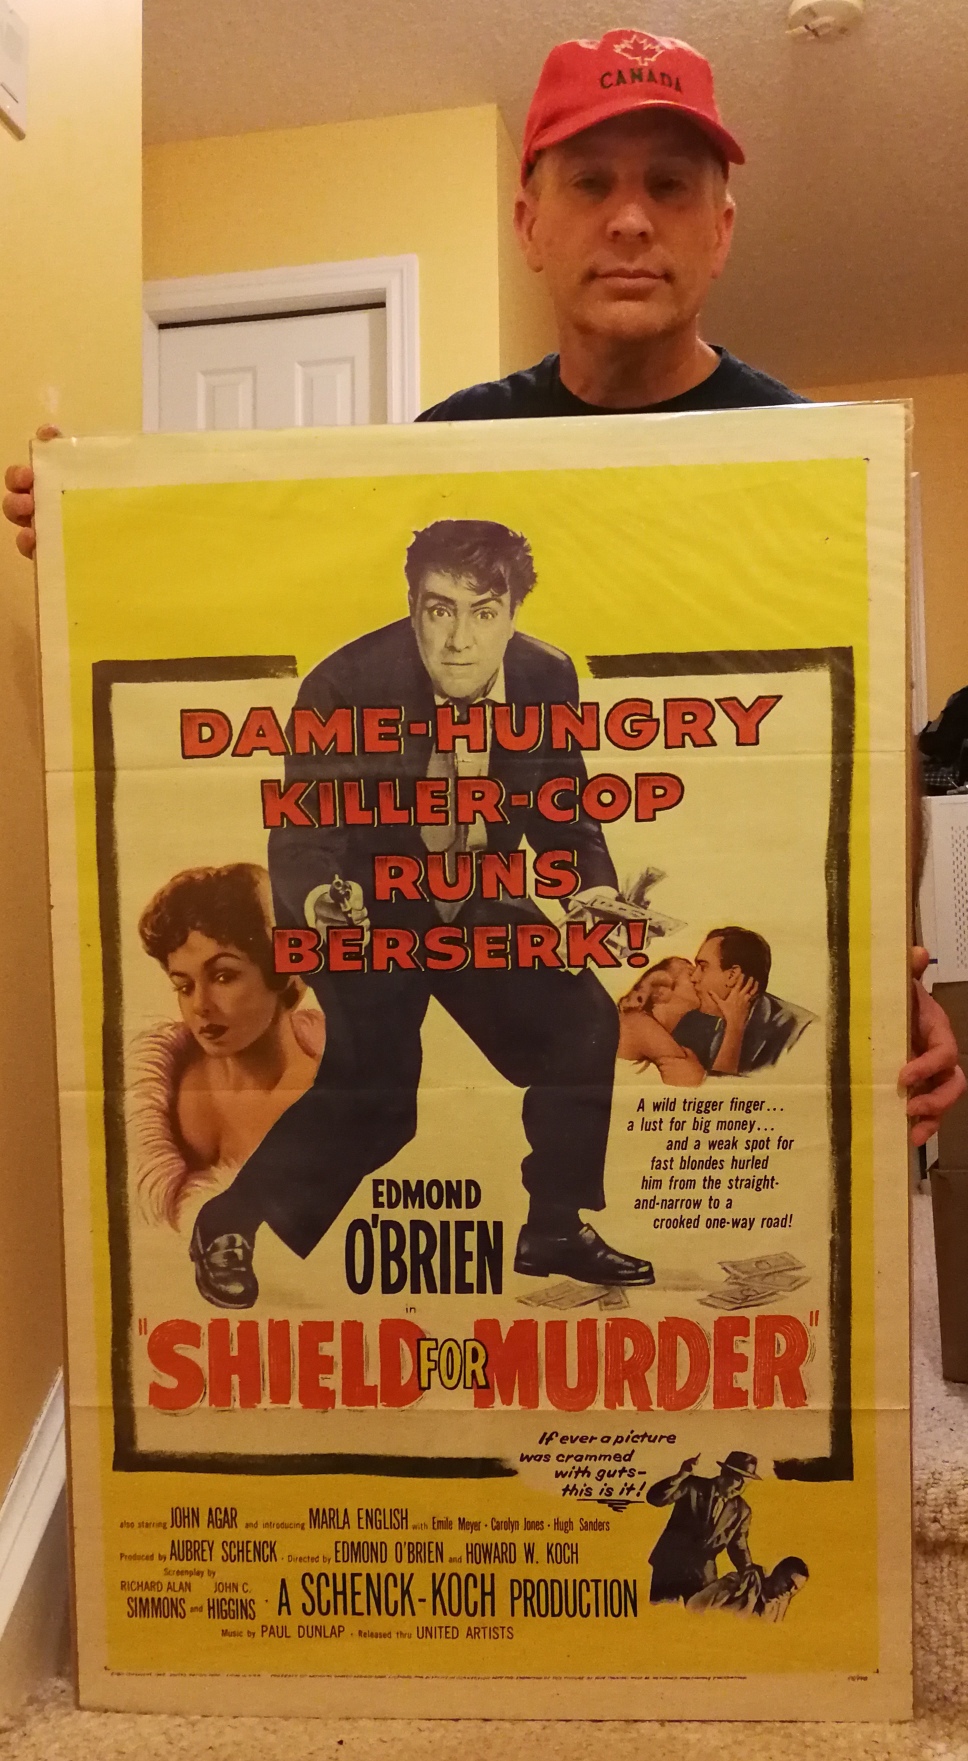 CANADA
DAME-HUNGRY
KILLER-COP
RUNS
BERSERK!
A wild trigger finger...
a lust for big money...
and a weak spot for
fast blondes hurled
him from the straight-
and-narrow to a
crooked one-way road!
EDMOND
O'BRIEN
in
"SHIELD FOR MURDER"
If ever a picture
was crammed
with guts-
this is it!
also starring JOHN AGAR and introducing MARLA ENGLISH with Emile Meyer · Carolyn Jones · Hugh Sanders
Produced by AUBREY SCHENCK · Directed by EDMOND O'BRIEN and HOWARD W. KOCH
Screenplay by
RICHARD ALAN JOHN C.
SIMMONS and HIGGINS · A SCHENCK-KOCH PRODUCTION
Music by PAUL DUNLAP · Released thru UNITED ARTISTS